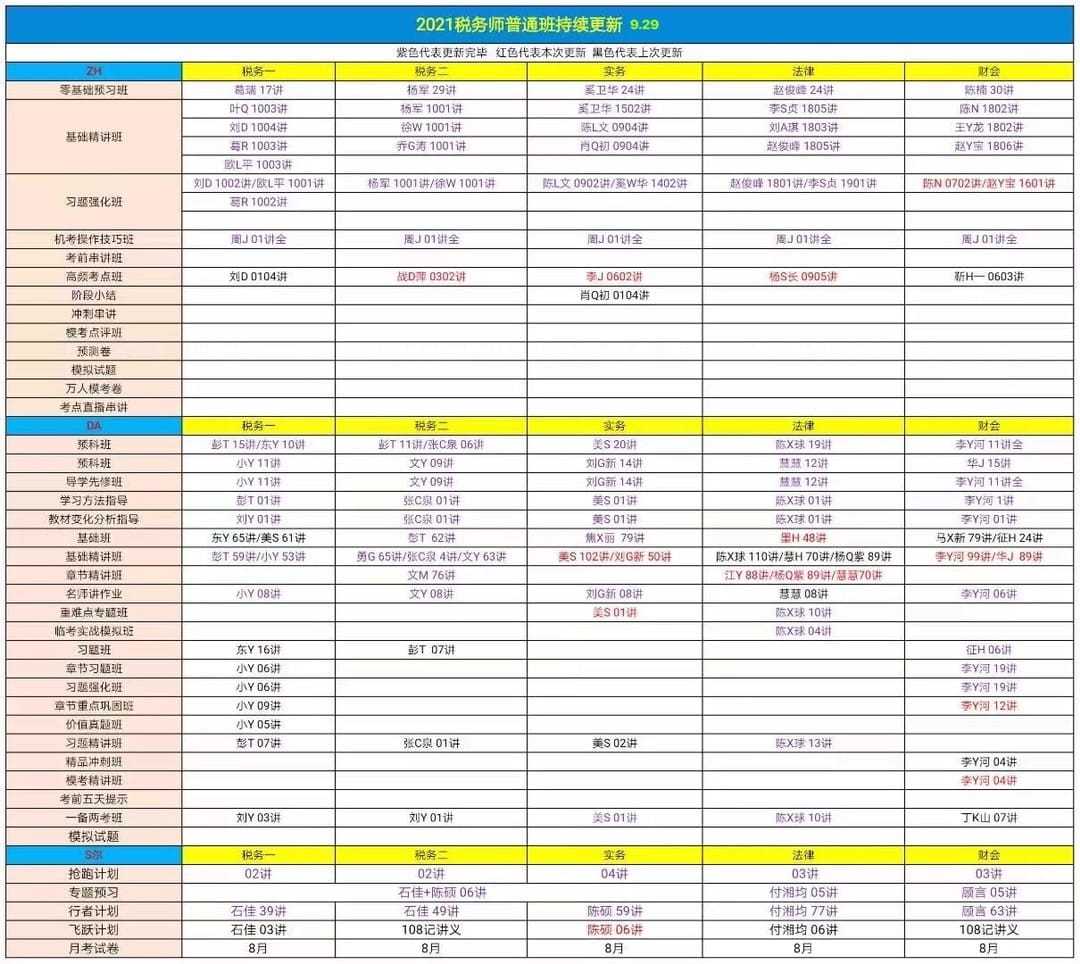 2021税务师普通班持续更新 9.29
紫色代表更新完毕 红色代表本次更新 黑色代表上次更新
ZH 税务一 税务二 实务 法律 财会
零基础预习班 葛瑞 17讲 杨军 29讲 奚卫华 24讲 赵俊峰 24讲 陈楠 30讲
叶Q 1003讲 杨军 1001讲 奚卫华 1502讲 李S贞 1805讲 陈N 1802讲
基础精讲班 刘D 1004讲 徐W 1001讲 陈L文 0904讲 刘A琪 1803讲 王Y龙 1802讲
葛R 1003讲 乔G涛 1001讲 肖Q初 0904讲 赵俊峰 1805讲 赵Y宝 1806讲
欧L平 1003讲
刘D 1002讲/欧L平 1001讲 杨军 1001讲/徐W 1001讲 陈L文 0902讲/奚W华 1402讲 赵俊峰 1801讲/李S贞 1901讲 陈N 0702讲/赵Y宝 1601讲
习题强化班 葛R 1002讲
机考操作技巧班 周J 01讲全 周J 01讲全 周J 01讲全 周J 01讲全 周J 01讲全
考前串讲班
高频考点班 刘D 0104讲 战D萍 0302讲 李J 0602讲 杨S长 0905讲 靳H一 0603讲
阶段小结 肖Q初 0104讲
冲刺串讲
模考点评班
预测卷
模拟试题
万人模考卷
考点直指串讲
DA 税务一 税务二 实务 法律 财会
预科班 彭T 15讲/东Y 10讲 彭T 11讲/张C泉 06讲 美S 20讲 陈X球 19讲 李Y河 11讲全
预科班 小Y 11讲 文Y 09讲 刘G新 14讲 慧慧 12讲 华J 15讲
导学先修班 小Y 11讲 文Y 09讲 刘G新 14讲 慧慧 12讲 李Y河 11讲全
学习方法指导 彭T 01讲 张C泉 01讲 美S 01讲 陈X球 01讲 李Y河 1讲
教材变化分析指导 刘Y 01讲 张C泉 01讲 美S 01讲 陈X球 01讲 李Y河 01讲
基础班 东Y 65讲/美S 61讲 彭T 62讲 焦X丽 79讲 墨H 48讲 马X新 79讲/征H 24讲
基础精讲班 彭T 59讲/小Y 53讲 勇G 65讲/张C泉 4讲/文Y 63讲 美S 102讲/刘G新 50讲 陈X球 110讲/慧H 70讲/杨Q紫 89讲 李Y河 99讲/华J 89讲
章节精讲班 文M 76讲 江Y 88讲/杨Q紫 89讲/慧慧70讲
名师讲作业 小Y 08讲 文Y 08讲 刘G新 08讲 慧慧 08讲 李Y河 06讲
重难点专题班 美S 01讲 陈X球 10讲
临考实战模拟班 陈X球 04讲
习题班 东Y 16讲 彭T 07讲 征H 06讲
章节习题班 小Y 06讲 李Y河 19讲
习题强化班 小Y 06讲 李Y河 19讲
章节重点巩固班 小Y 09讲 李Y河 12讲
价值真题班 小Y 05讲
习题精讲班 彭T 07讲 张C泉 01讲 美S 02讲 陈X球 13讲
精品冲刺班 李Y河 04讲
模考精讲班 李Y河 04讲
考前五天提示
一备两考班 刘Y 03讲 刘Y 01讲 美S 01讲 陈X球 10讲 丁K山 07讲
模拟试题
S尔 税务一 税务二 实务 法律 财会
抢跑计划 02讲 02讲 04讲 03讲 03讲
专题预习 石佳+陈硕 06讲 付湘均 05讲 顾言 05讲
行者计划 石佳 39讲 石佳 49讲 陈硕 59讲 付湘均 77讲 顾言 63讲
飞跃计划 石佳 03讲 108记讲义 陈硕 06讲 付湘均 06讲 108记讲义
月考试卷 8月 8月 8月 8月 8月